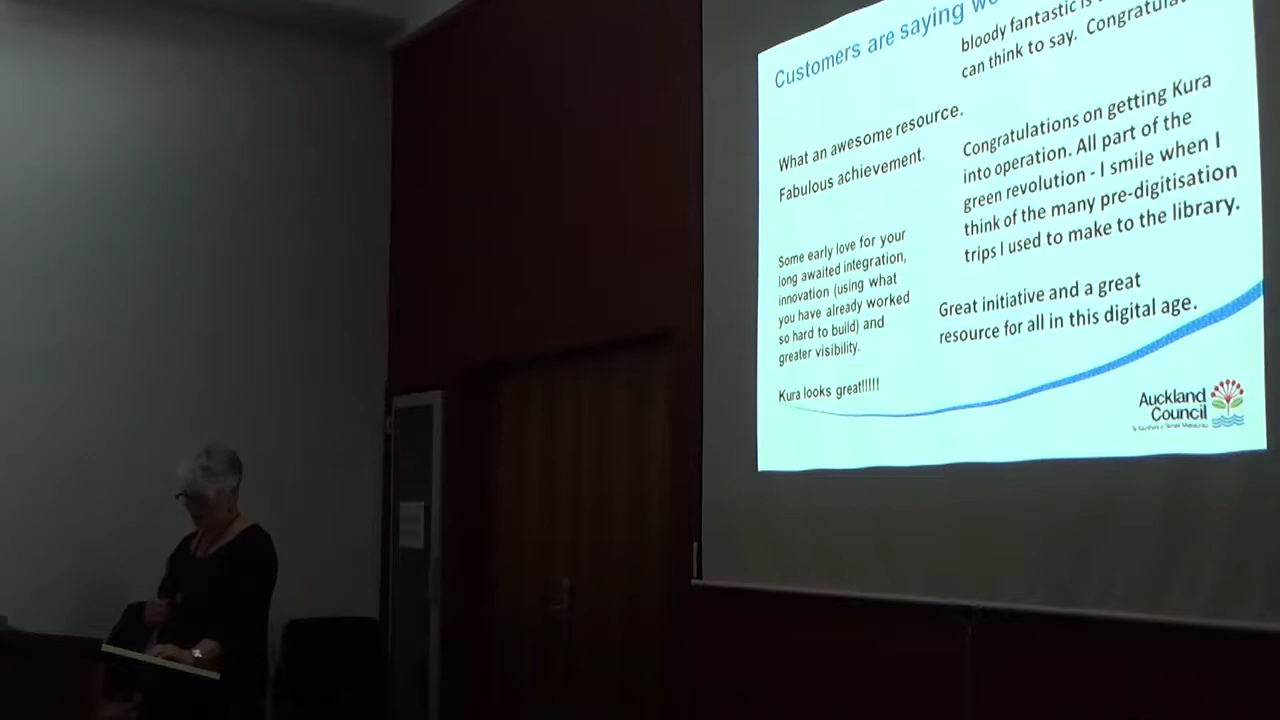 Customers are saying
bloody fantastic is
can think to say. Congratulat
What an awesome resource.
Fabulous achievement.
Congratulations on getting Kura
into operation. All part of the
green revolution - I smile when I
think of the many pre-digitisation
trips I used to make to the library.
Some early love for your
long awaited integration,
innovation (using what
you have already worked
so hard to build) and
greater visibility.
Great initiative and a great
resource for all in this digital age.
Kura looks great!!!!!
Auckland
Council